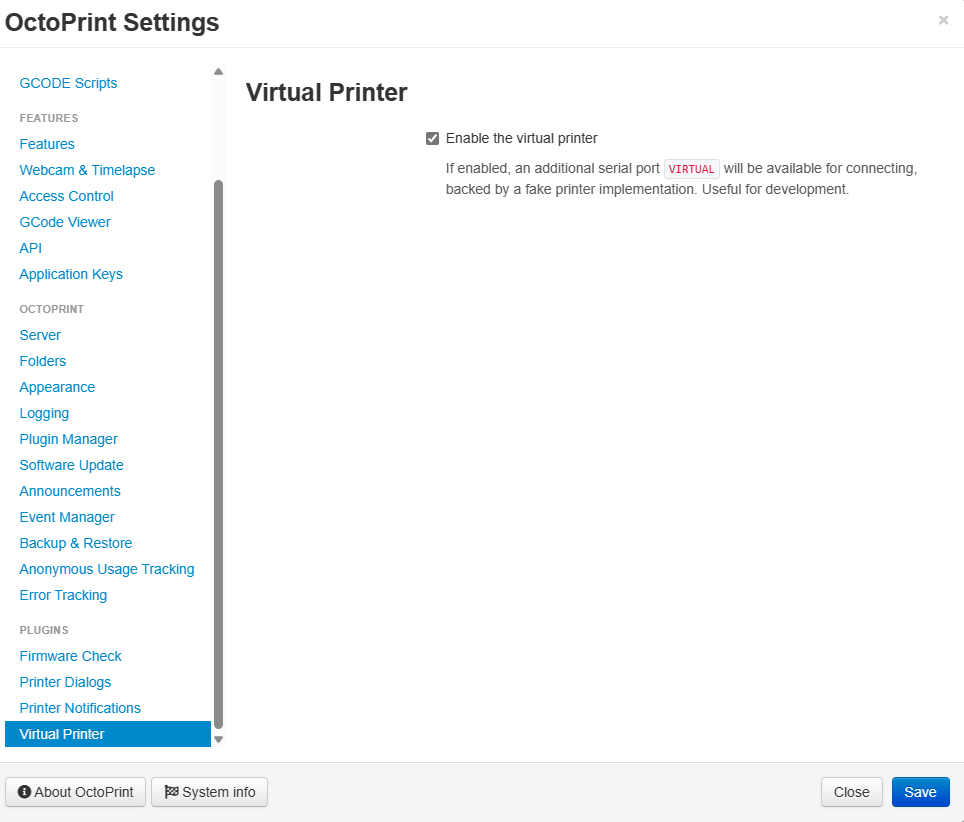 OctoPrint Settings
×
GCODE Scripts
FEATURES
Features
Webcam & Timelapse
Access Control
GCode Viewer
API
Application Keys
OCTOPRINT
Server
Folders
Appearance
Logging
Plugin Manager
Software Update
Announcements
Event Manager
Backup & Restore
Anonymous Usage Tracking
Error Tracking
PLUGINS
Firmware Check
Printer Dialogs
Printer Notifications
Virtual Printer
Virtual Printer
Enable the virtual printer
If enabled, an additional serial port VIRTUAL will be available for connecting,
backed by a fake printer implementation. Useful for development.
About OctoPrint
System info
Close
Save